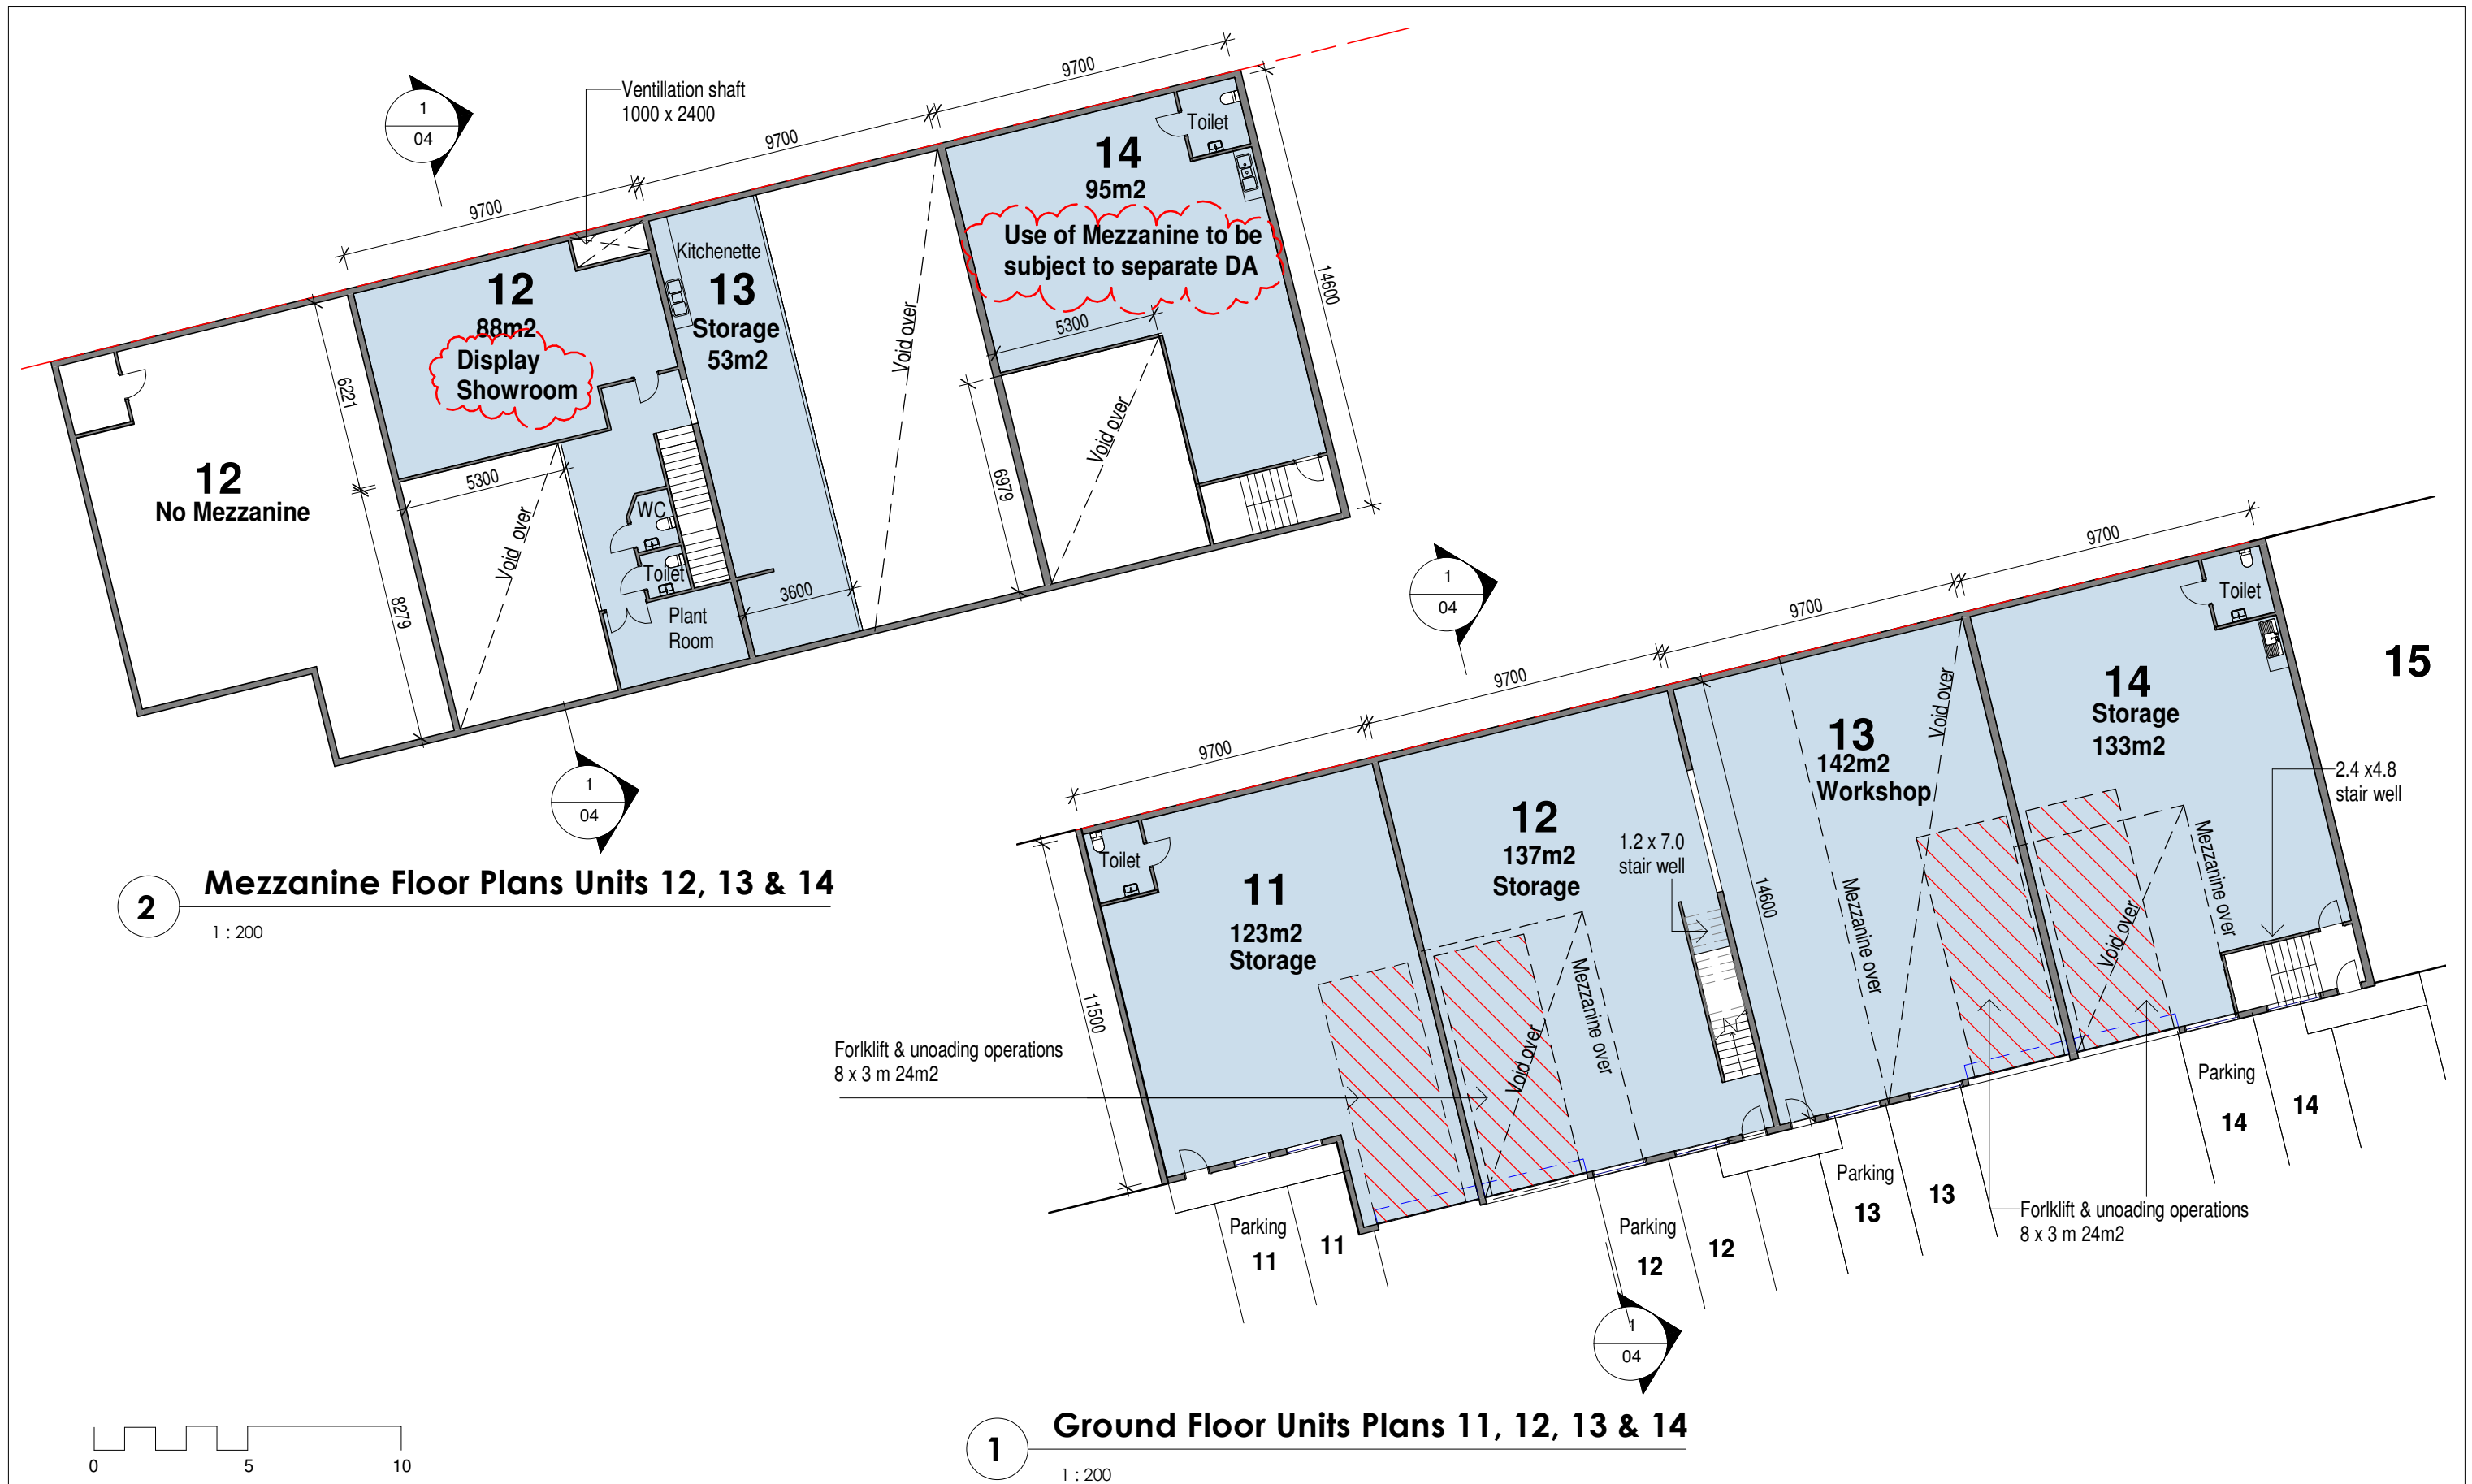 9700
9700
9700
Ventillation shaft
1000 x 2400
1
04
Toilet
14
95m2
Use of Mezzanine to be
subject to separate DA
14600
5300
Void over
6979
Void over
Kitchenette
13
Storage
53m2
12
88m2
Display
Showroom
6221
5300
12
No Mezzanine
8279
Void over
WC
Toilet
Plant
Room
3600
1
04
2
Mezzanine Floor Plans Units 12, 13 & 14
1 : 200
1
04
9700
9700
9700
9700
Toilet
15
14
Storage
133m2
2.4 x4.8
stair well
Void over
13
142m2
Workshop
Mezzanine over
Void over
Mezzanine over
12
137m2
Storage
1.2 x 7.0
stair well
14600
Toilet
11
123m2
Storage
11500
Mezzanine over
Void over
Forlklift & unoading operations
8 x 3 m 24m2
Parking
14
14
Parking
13
13
Forlklift & unoading operations
8 x 3 m 24m2
Parking
11
11
Parking
12
12
1
04
1
Ground Floor Units Plans 11, 12, 13 & 14
1 : 200
0
5
10